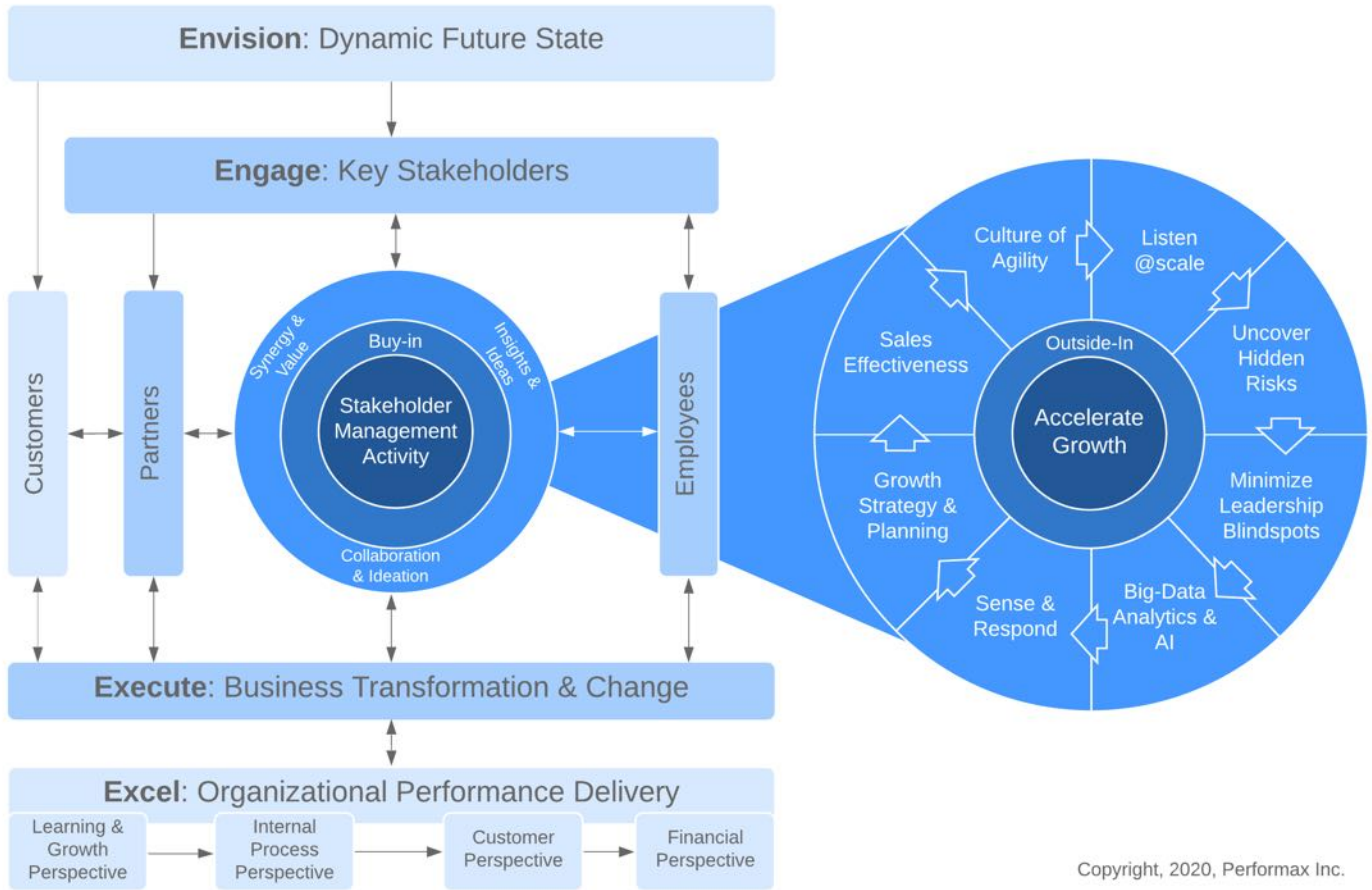 Envision: Dynamic Future State
Engage: Key Stakeholders
Customers
Partners
Synergy &
Value
Buy-in
Insights &
Ideas
Stakeholder
Management
Activity
Collaboration
& Ideation
Employees
Culture of
Agility
Listen
@scale
Uncover
Hidden
Risks
Minimize
Leadership
Blindspots
Big-Data
Analytics &
AI
Sense &
Respond
Growth
Strategy &
Planning
Sales
Effectiveness
Outside-In
Accelerate
Growth
Execute: Business Transformation & Change
Excel: Organizational Performance Delivery
Learning &
Growth
Perspective
Internal
Process
Perspective
Customer
Perspective
Financial
Perspective
Copyright, 2020, Performax Inc.